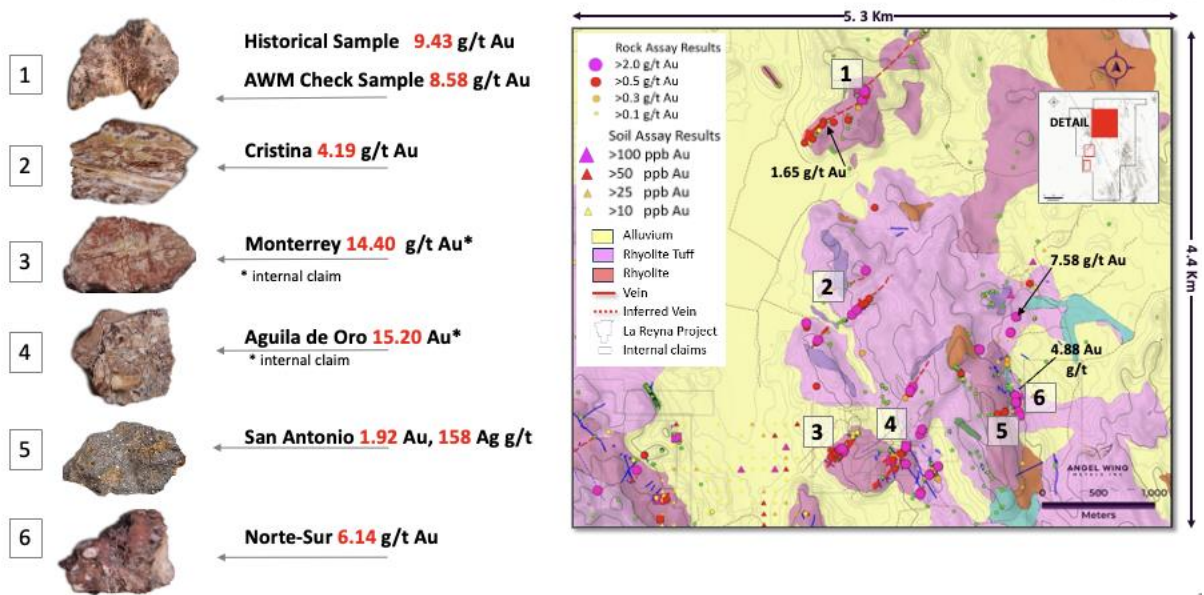 1
Historical Sample 9.43 g/t Au
AWM Check Sample 8.58 g/t Au
2
Cristina 4.19 g/t Au
3
Monterrey 14.40 g/t Au*
* internal claim
4
Aguila de Oro 15.20 Au*
* internal claim
5
San Antonio 1.92 Au, 158 Ag g/t
6
Norte-Sur 6.14 g/t Au
5. 3 Km
4.4 Km
Rock Assay Results
>2.0 g/t Au
>0.5 g/t Au
>0.3 g/t Au
>0.1 g/t Au
Soil Assay Results
>100 ppb Au
>50 ppb Au
>25 ppb Au
>10 ppb Au
Alluvium
Rhyolite Tuff
Rhyolite
Vein
Inferred Vein
La Reyna Project
Internal claims
1
1.65 g/t Au
DETAIL
2
7.58 g/t Au
4.88 Au
g/t
6
3
4
5
ANGEL WING
METALS INC
0 500 1,000
Meters